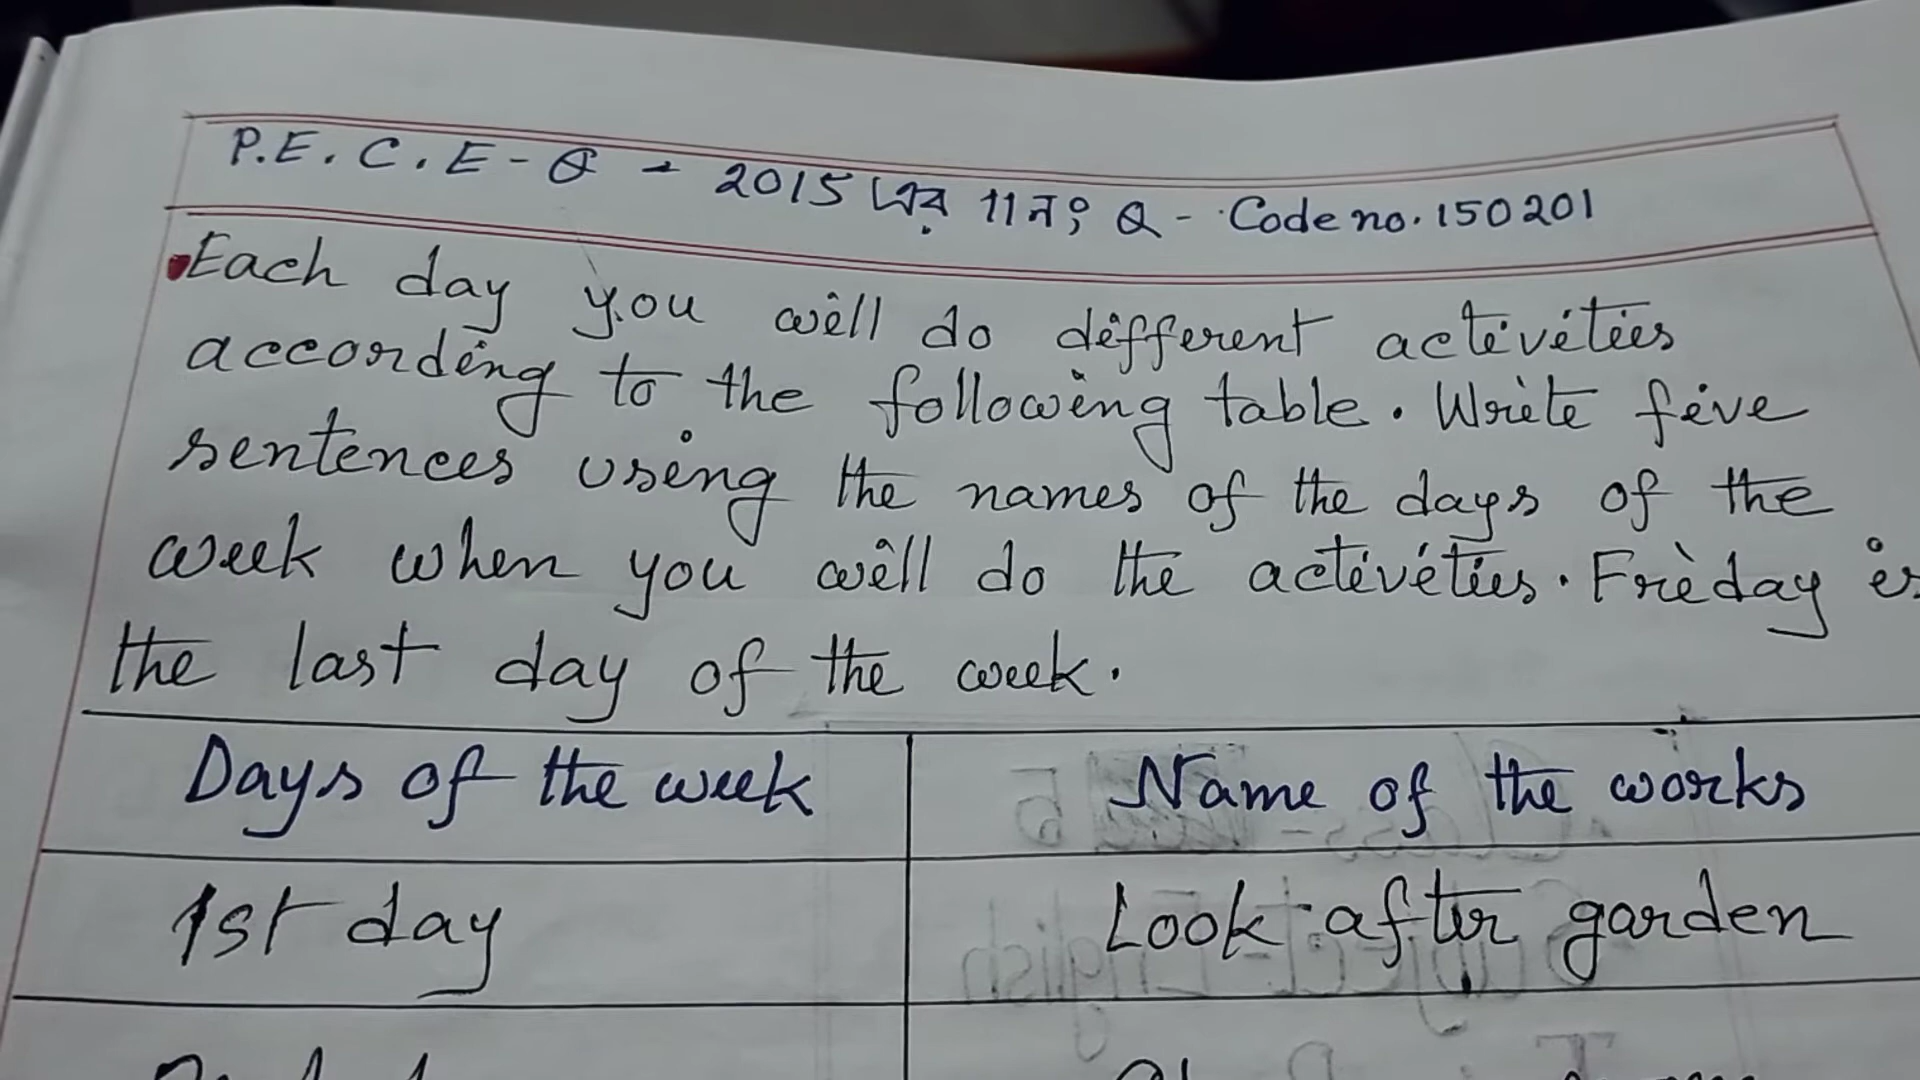 P.E.C.E-Q - 2015 এর 11নং Q - Code no. 150201
Each day you will do different activities
according to the following table. Write five
sentences using the names of the days of the
week when you will do the activities. Friday is
the last day of the week.
Days of the week Name of the works
1st day Look after garden